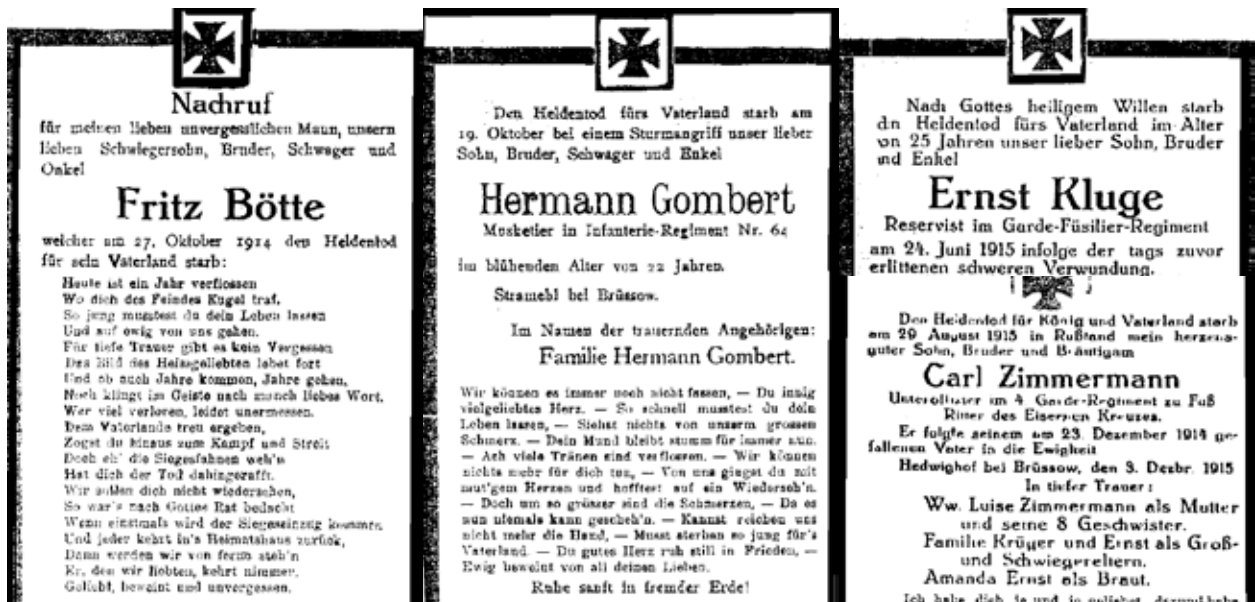 Nachruf
für meinen lieben unvergesslichen Mann, unsern
lieben Schwiegersohn, Bruder, Schwager und
Onkel
Fritz Bötte
welcher am 27. Oktober 1914 den Heldentod
für sein Vaterland starb:
Heute ist ein Jahr verflossen
Wo dich des Feindes Kugel traf.
So jung musstest du dein Leben lassen
Und auf ewig von uns gehen.
Für tiefe Trauer gibt es kein Vergessen
Das Bild des Heissgeliebten lebet fort
Und ob auch Jahre kommen, Jahre gehen,
Noch klingt im Geiste nach manch liebes Wort.
Wer viel verloren, leidet unermessen.
Dem Vaterlande treu ergeben,
Zogst du hinaus zum Kampf und Streit
Doch eh' die Siegesfahnen weh'n
Hat dich der Tod dahingerafft.
Wir sollen dich nicht wiedersehen,
So war's nach Gottes Rat bedacht
Wenn einstmals wird der Siegeseinzug kommen
Und jeder kehrt in's Heimatshaus zurück,
Dann werden wir von ferne steh'n
Er, den wir liebten, kehrt nimmer.
Geliebt, beweint und unvergessen.
Den Heldentod fürs Vaterland starb am
19. Oktober bei einem Sturmangriff unser lieber
Sohn, Bruder, Schwager und Enkel
Hermann Gombert
Musketier in Infanterie-Regiment Nr. 64
im blühenden Alter von 22 Jahren.
Stramehl bei Brüssow.
Im Namen der trauernden Angehörigen:
Familie Hermann Gombert.
Wir können es immer noch nicht fassen, — Du innig
vielgeliebtes Herz. — So schnell musstest du dein
Leben lassen, — Siehst nichts von unserm grossen
Schmerz. — Dein Mund bleibt stumm für immer nun.
— Ach viele Tränen sind verflossen. — Wir können
nichts mehr für dich tun, — Von uns gingst du mit
mut'gem Herzen und hofftest auf ein Wiederseh'n.
— Doch um so grösser sind die Schmerzen, — Da es
nun niemals kann gescheh'n. — Kannst reichen uns
nicht mehr die Hand, — Musst sterben so jung für's
Vaterland. — Du gutes Herz ruh still in Frieden, —
Ewig beweint von all deinen Lieben.
Ruhe sanft in fremder Erde!
Nach Gottes heiligem Willen starb
d n Heldentod fürs Vaterland im Alter
von 25 Jahren unser lieber Sohn, Bruder
und Enkel
Ernst Kluge
Reservist im Garde-Füsilier-Regiment
am 24. Juni 1915 infolge der tags zuvor
erlittenen schweren Verwundung.
Den Heldentod für König und Vaterland starb
am 29 August 1915 in Rußland mein herzens-
guter Sohn, Bruder und Bräutigam
Carl Zimmermann
Unteroffizier im 4. Garde-Regiment zu Fuß
Ritter des Eisernen Kreuzes.
Er folgte seinem am 23. Dezember 1914 ge-
fallenen Vater in die Ewigkeit
Hedwighof bei Brüssow, den 3. Dezbr. 1915
In tiefer Trauer:
Ww. Luise Zimmermann als Mutter
und seine 8 Geschwister.
Familie Krüger und Ernst als Groß-
und Schwiegereltern.
Amanda Ernst als Braut.
Ich habe dich je und je geliebet, darum habe